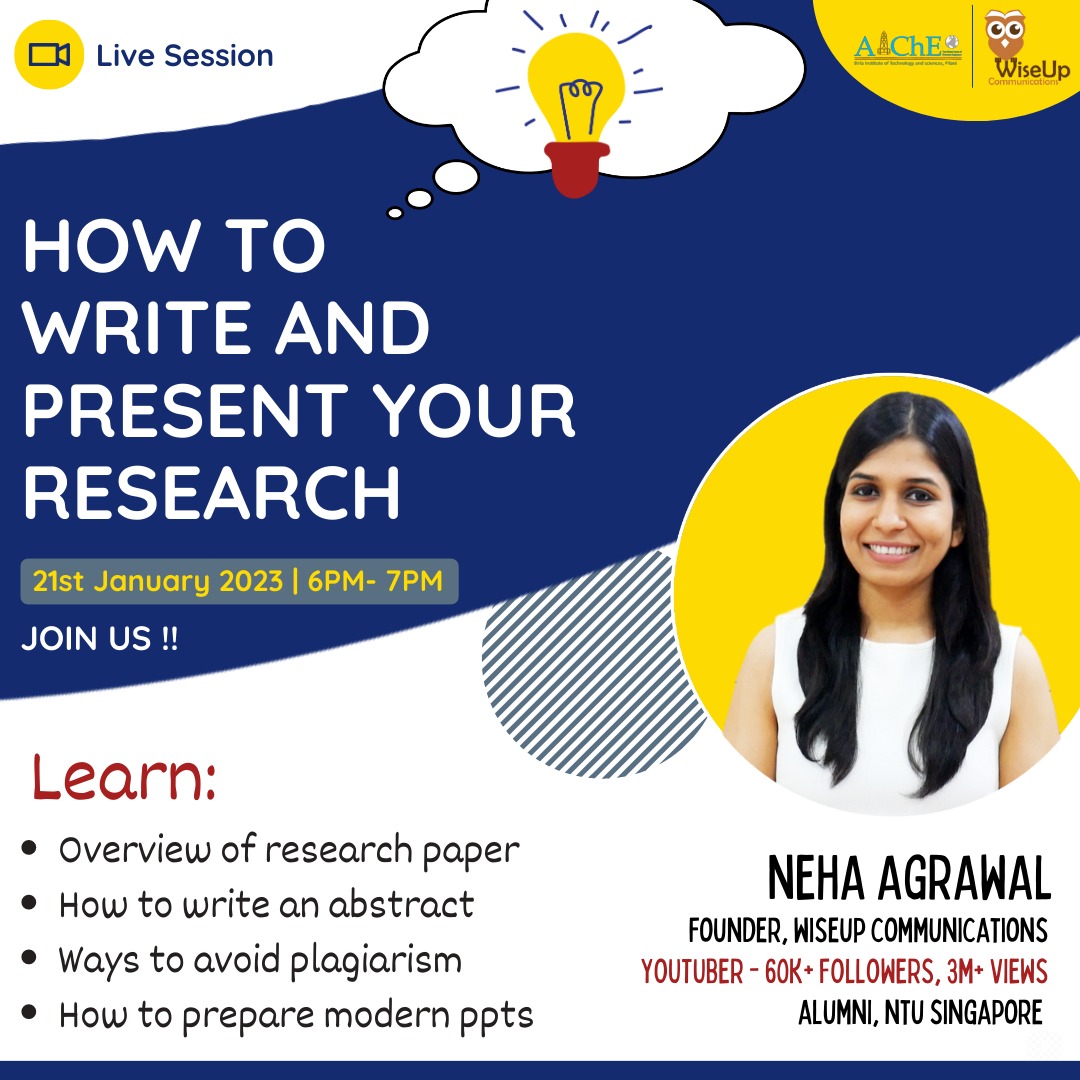 Live Session
AIChE
Birla Institute of Technology and sciences, Pilani
WiseUp
Communications
HOW TO
WRITE AND
PRESENT YOUR
RESEARCH
21st January 2023 | 6PM- 7PM
JOIN US !!
Learn:
• Overview of research paper
• How to write an abstract
• Ways to avoid plagiarism
• How to prepare modern ppts
NEHA AGRAWAL
FOUNDER, WISEUP COMMUNICATIONS
YOUTUBER - 60K+ FOLLOWERS, 3M+ VIEWS
ALUMNI, NTU SINGAPORE